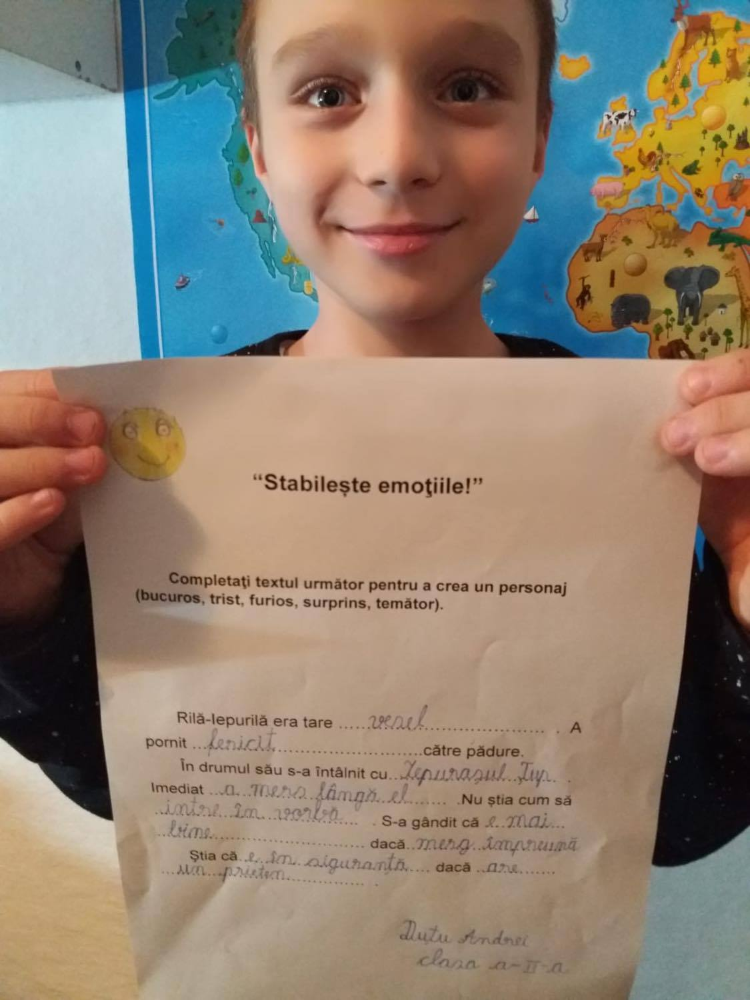 “Stabilește emoţiile!”
Completaţi textul următor pentru a crea un personaj
(bucuros, trist, furios, surprins, temător).
Rilă-Iepurilă era tare ......vesel.......................... . A
pornit ...fericit...............................către pădure.
În drumul său s-a întâlnit cu..Iepurașul Țup. .
Imediat ...a mers lângă el....... .Nu știa cum să
...intre în vorbă.... . S-a gândit că e mai...
...bine................................. dacă..merg împreună
Știa că..e în siguranță.... dacă ..are.......
...un prieten................ .
Duțu Andrei
clasa a-II-a